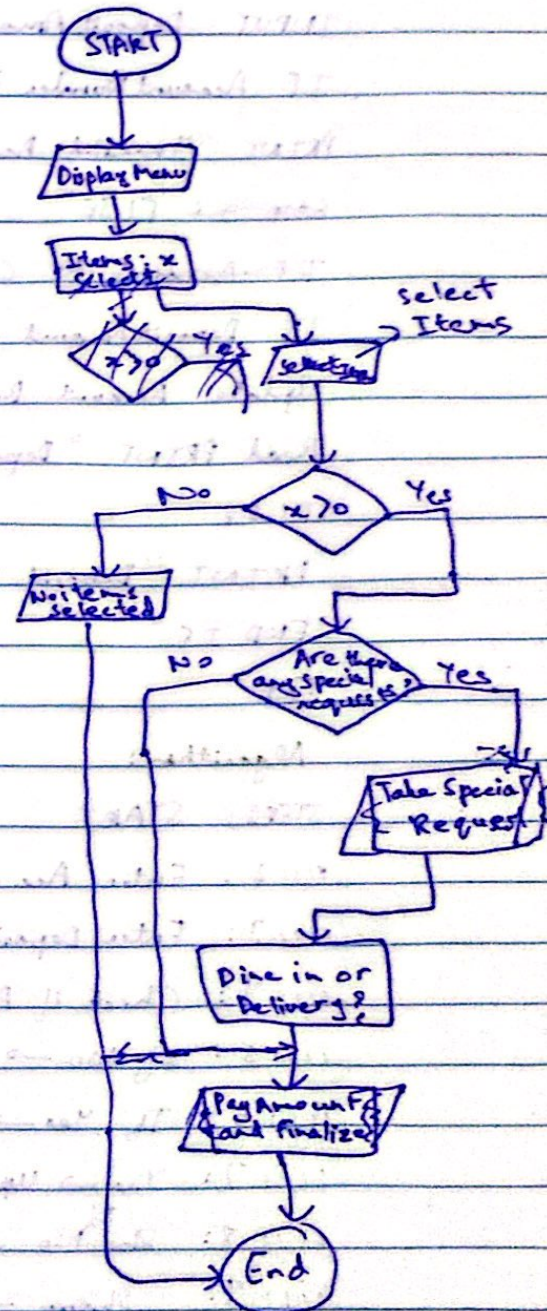 START
Display Menu
Items: x
Select
select
Items
x>0
Yes
Select Item
x>0
No
Yes
No items
selected
Are there
any special
requests?
No
Yes
Take Special
Request
Dine in or
Delivery?
Pay Amount
and Finalize
End